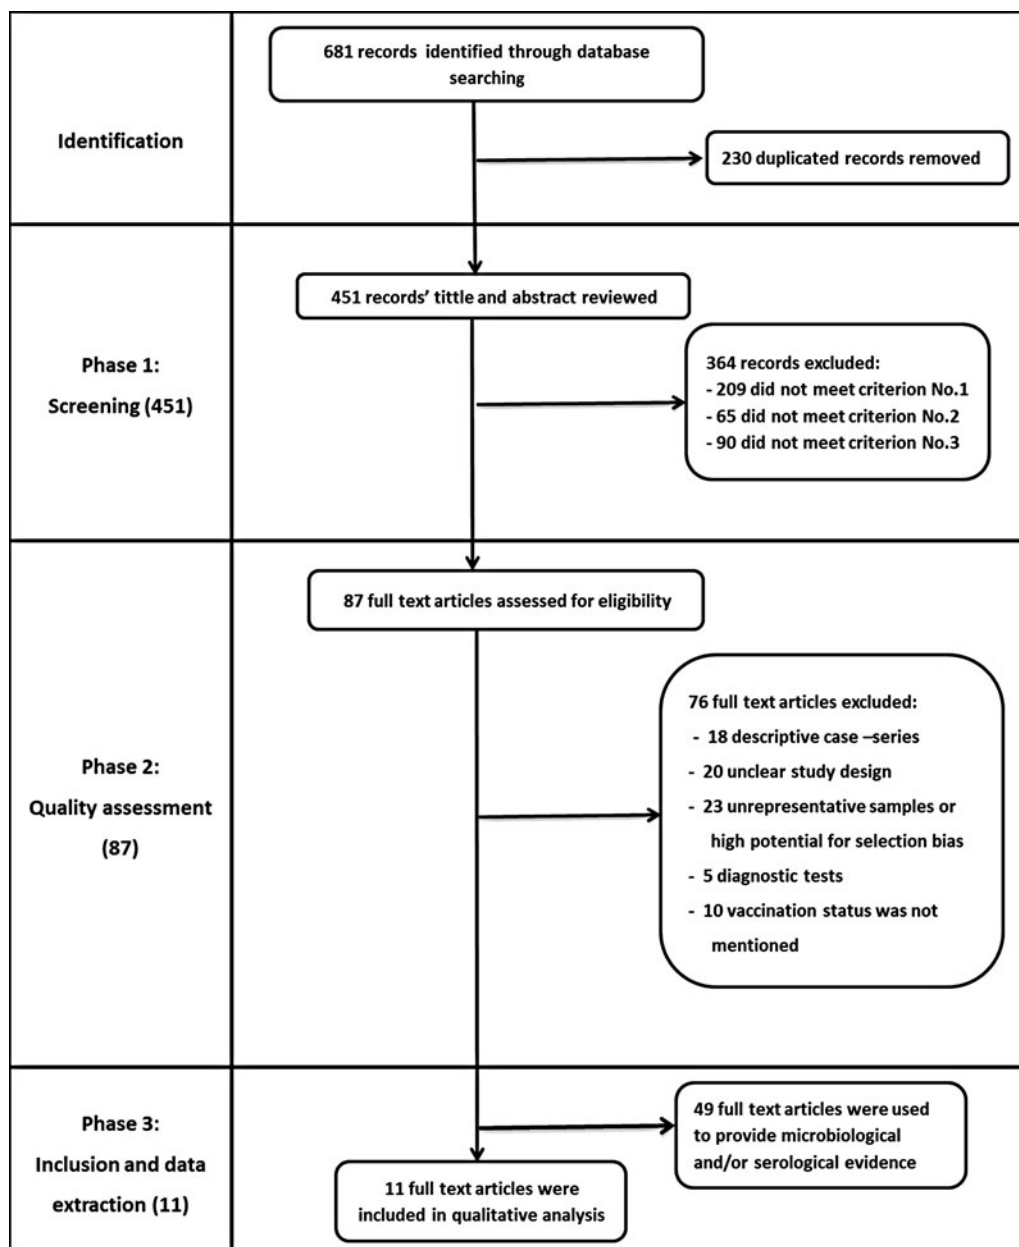 681 records identified through database
searching
Identification
230 duplicated records removed
451 records' tittle and abstract reviewed
Phase 1:
Screening (451)
364 records excluded:
- 209 did not meet criterion No.1
- 65 did not meet criterion No.2
- 90 did not meet criterion No.3
87 full text articles assessed for eligibility
Phase 2:
Quality assessment
(87)
76 full text articles excluded:
- 18 descriptive case –series
- 20 unclear study design
- 23 unrepresentative samples or
high potential for selection bias
- 5 diagnostic tests
- 10 vaccination status was not
mentioned
Phase 3:
Inclusion and data
extraction (11)
49 full text articles were used
to provide microbiological
and/or serological evidence
11 full text articles were
included in qualitative analysis